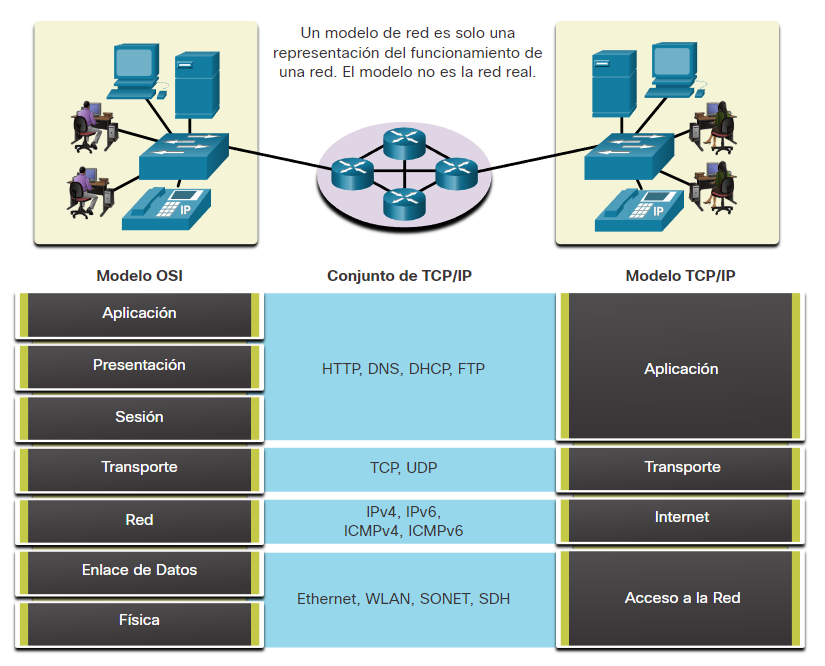 Un modelo de red es solo una
representación del funcionamiento de
una red. El modelo no es la red real.
IP
IP
Modelo OSI
Conjunto de TCP/IP
Modelo TCP/IP
Aplicación
Presentación
Sesión
HTTP, DNS, DHCP, FTP
Aplicación
Transporte
TCP, UDP
Transporte
Red
IPv4, IPv6,
ICMPv4, ICMPv6
Internet
Enlace de Datos
Física
Ethernet, WLAN, SONET, SDH
Acceso a la Red